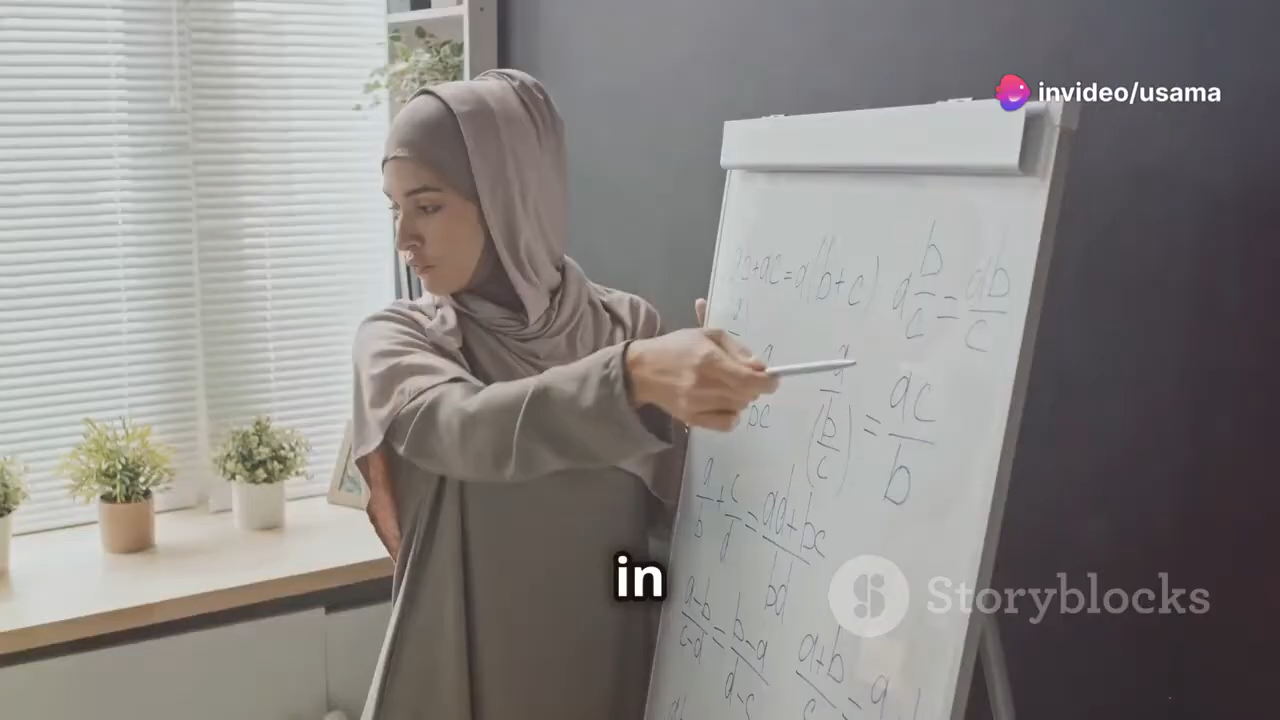 invideo/usama
ab+ac=a(b+c) a b/c = ab/c
a/(b/c) = ac/b
a/b + c/d = ad+bc/bd
a-b/c-d = b-a/d-c
a+b/c = a
in
Storyblocks